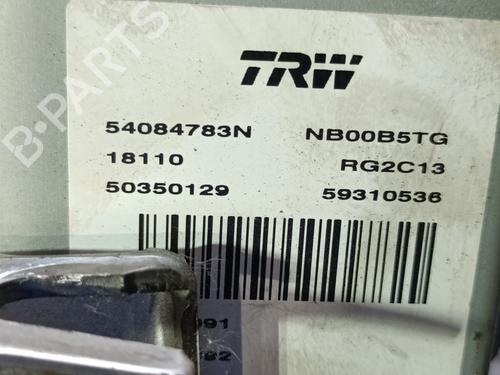 B-PARTS
TRW
54084783N NB00B5TG
18110 RG2C13
50350129 59310536